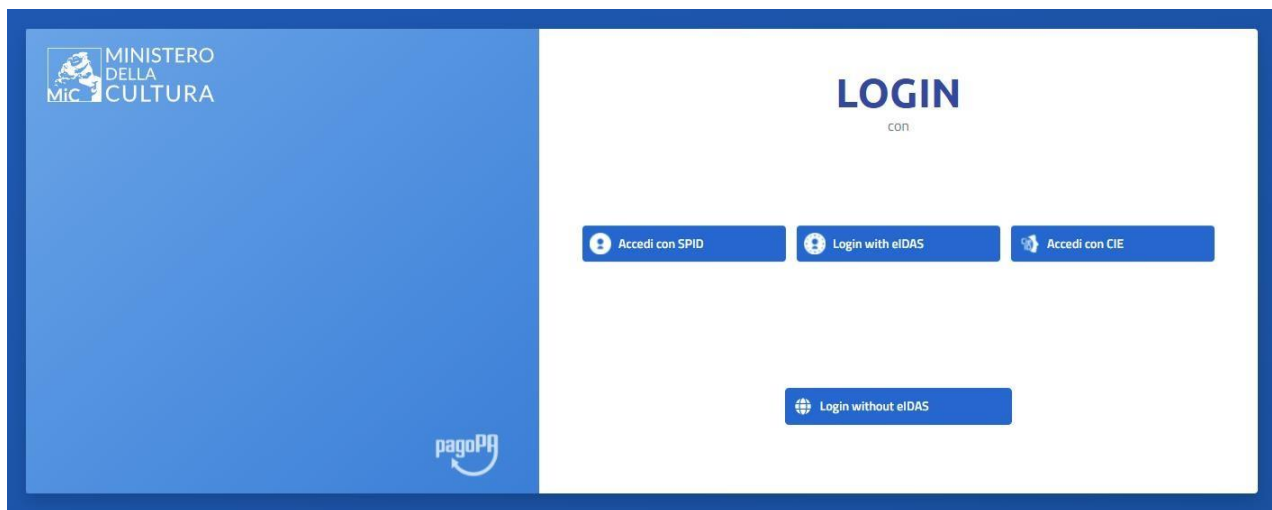 MiC
MINISTERO
DELLA
CULTURA
LOGIN
con
Accedi con SPID
Login with eIDAS
Accedi con CIE
Login without eIDAS
pagoPA